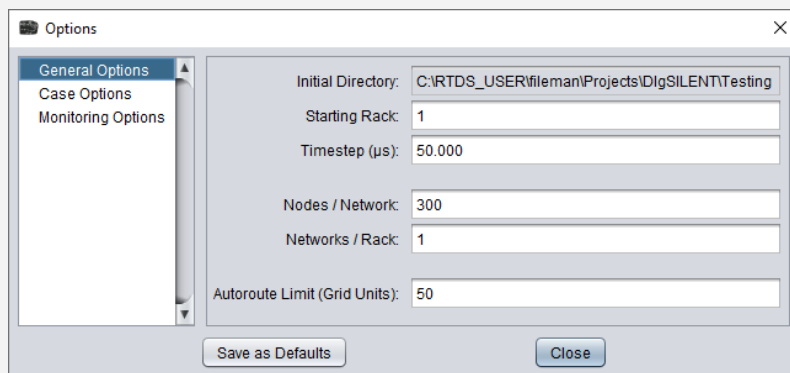 Options
General Options
Case Options
Monitoring Options
Initial Directory: C:\RTDS_USER\fileman\Projects\DIgSILENT\Testing
Starting Rack: 1
Timestep (µs): 50.000
Nodes / Network: 300
Networks / Rack: 1
Autoroute Limit (Grid Units): 50
Save as Defaults Close